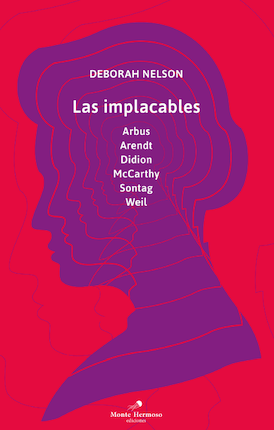 DEBORAH NELSON
Las implacables
Arbus
Arendt
Didion
McCarthy
Sontag
Weil
Monte Hermoso
ediciones